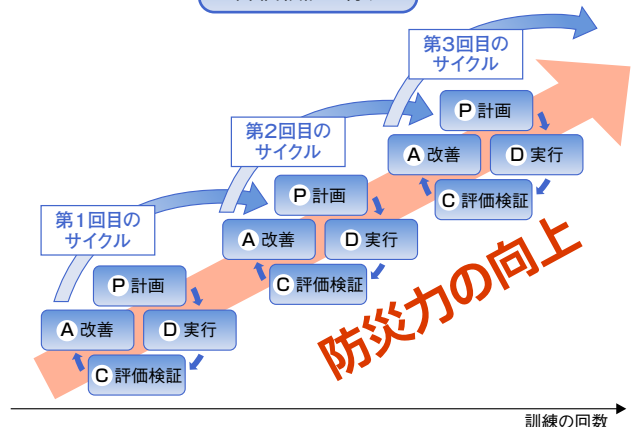 第3回目の
サイクル
P 計画
A 改善
D 実行
C 評価検証
第2回目の
サイクル
P 計画
A 改善
D 実行
C 評価検証
第1回目の
サイクル
P 計画
A 改善
D 実行
C 評価検証
防災力の向上
訓練の回数